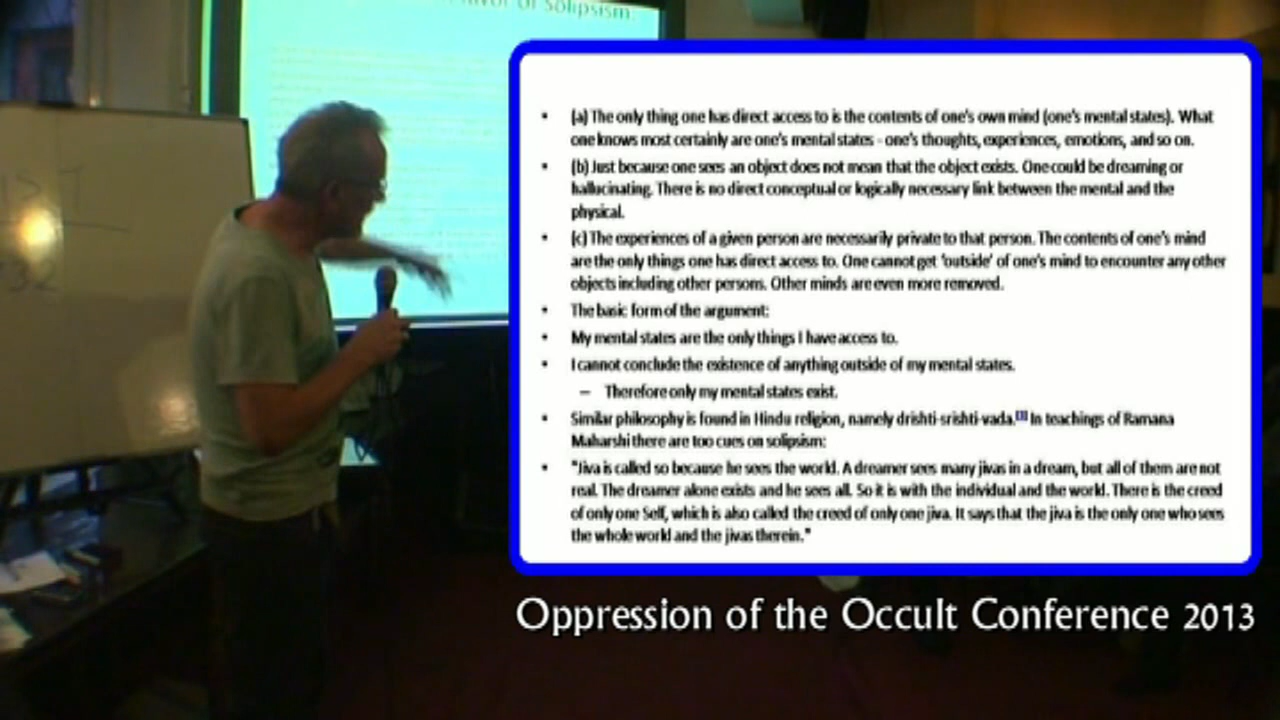 vor of Solipsism
32
• (a) The only thing one has direct access to is the contents of one's own mind (one's mental states). What
one knows most certainly are one's mental states - one's thoughts, experiences, emotions, and so on.
• (b) Just because one sees an object does not mean that the object exists. One could be dreaming or
hallucinating. There is no direct conceptual or logically necessary link between the mental and the
physical.
• (c) The experiences of a given person are necessarily private to that person. The contents of one's mind
are the only things one has direct access to. One cannot get 'outside' of one's mind to encounter any other
objects including other persons. Other minds are even more removed.
• The basic form of the argument:
• My mental states are the only things I have access to.
• I cannot conclude the existence of anything outside of my mental states.
– Therefore only my mental states exist.
• Similar philosophy is found in Hindu religion, namely drishti-srishti-vada.[3] In teachings of Ramana
Maharshi there are too cues on solipsism:
• "Jiva is called so because he sees the world. A dreamer sees many jivas in a dream, but all of them are not
real. The dreamer alone exists and he sees all. So it is with the individual and the world. There is the creed
of only one Self, which is also called the creed of only one jiva. It says that the jiva is the only one who sees
the whole world and the jivas therein."
Oppression of the Occult Conference 2013